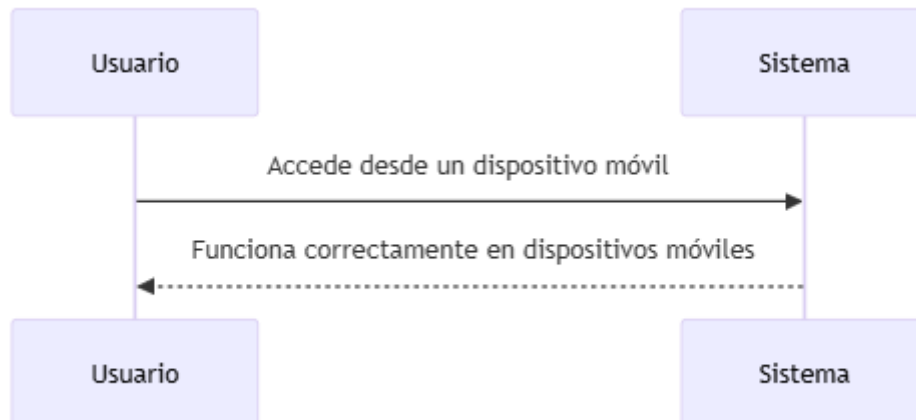 Usuario
Sistema
Accede desde un dispositivo móvil
Funciona correctamente en dispositivos móviles
Usuario
Sistema